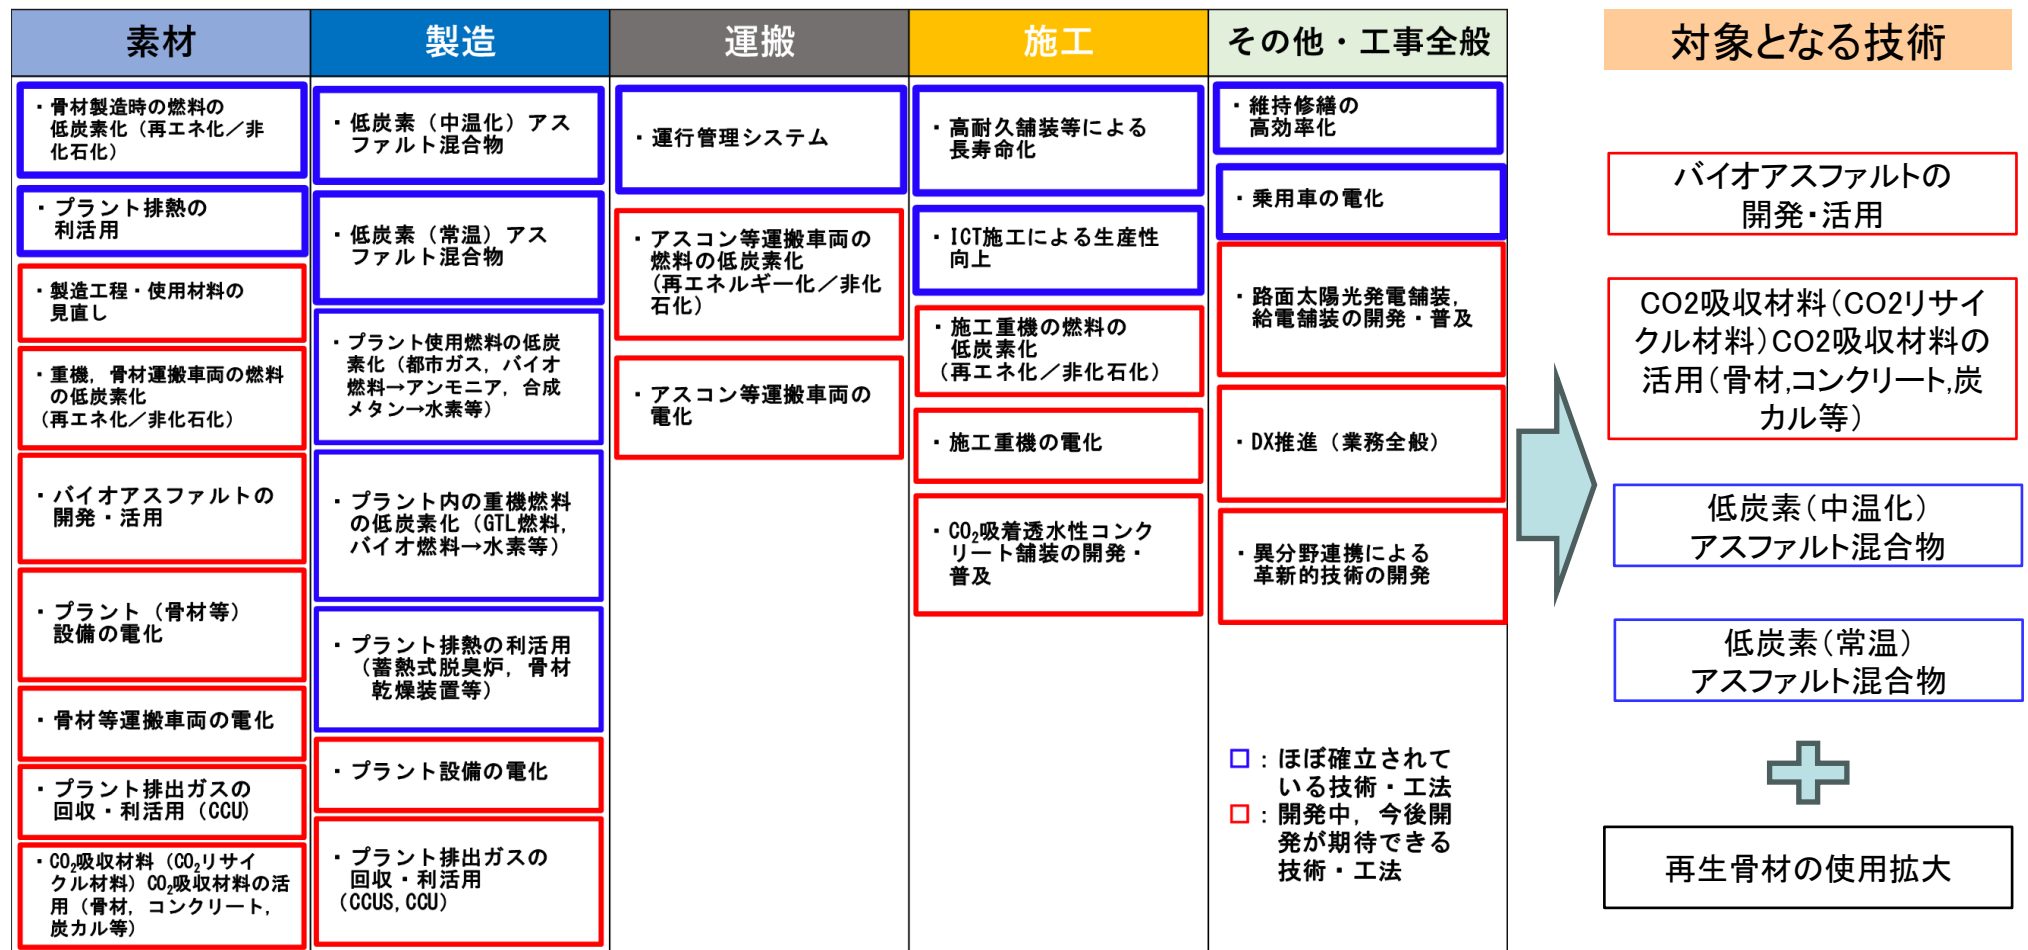 素材
・骨材製造時の燃料の
低炭素化（再エネ化／非
化石化）
・プラント排熱の
利活用
・製造工程・使用材料の
見直し
・重機，骨材運搬車両の燃料
の低炭素化
（再エネ化／非化石化）
・バイオアスファルトの
開発・活用
・プラント（骨材等）
設備の電化
・骨材等運搬車両の電化
・プラント排出ガスの
回収・利活用（CCU）
・CO₂吸収材料（CO₂リサイ
クル材料）CO₂吸収材料の活
用（骨材，コンクリート，
炭カル等）
製造
・低炭素（中温化）アス
ファルト混合物
・低炭素（常温）アス
ファルト混合物
・プラント使用燃料の低炭
素化（都市ガス，バイオ
燃料→アンモニア，合成
メタン→水素等）
・プラント内の重機燃料
の低炭素化（GTL燃料，
バイオ燃料→水素等）
・プラント排熱の利活用
（蓄熱式脱臭炉，骨材
乾燥装置等）
・プラント設備の電化
・プラント排出ガスの
回収・利活用
（CCUS，CCU）
運搬
・運行管理システム
・アスコン等運搬車両の
燃料の低炭素化
（再エネルギー化／非化
石化）
・アスコン等運搬車両の
電化
施工
・高耐久舗装等による
長寿命化
・ICT施工による生産性
向上
・施工重機の燃料の
低炭素化
（再エネ化／非化石化）
・施工重機の電化
・CO₂吸着透水性コンク
リート舗装の開発・
普及
その他・工事全般
・維持修繕の
高効率化
・乗用車の電化
・路面太陽光発電舗装，
給電舗装の開発・普及
・DX推進（業務全般）
・異分野連携による
革新的技術の開発
□：ほぼ確立されて
いる技術・工法
□：開発中，今後開
発が期待できる
技術・工法
対象となる技術
バイオアスファルトの
開発・活用
CO2吸収材料（CO2リサイ
クル材料）CO2吸収材料の
活用（骨材,コンクリート,炭
カル等）
低炭素（中温化）
アスファルト混合物
低炭素（常温）
アスファルト混合物
再生骨材の使用拡大